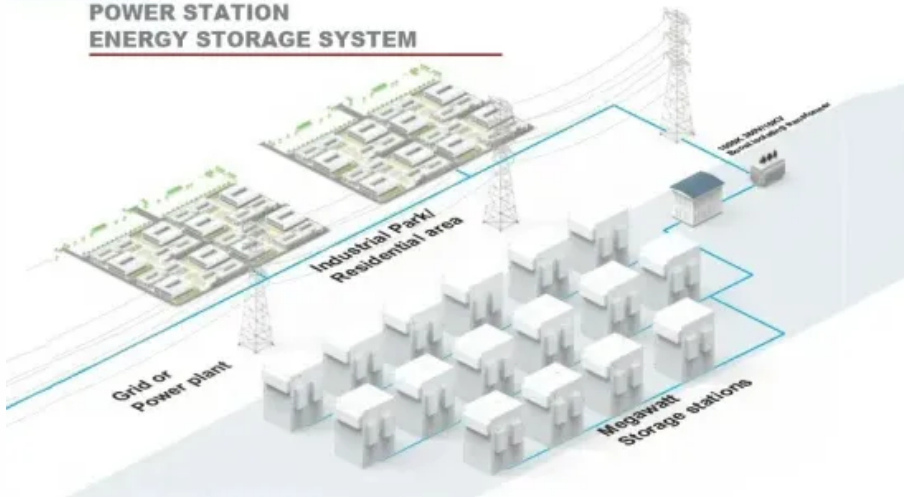 POWER STATION
ENERGY STORAGE SYSTEM
Industrial Park/
Residential area
Grid or
Power plant
Megawatt
Storage stations